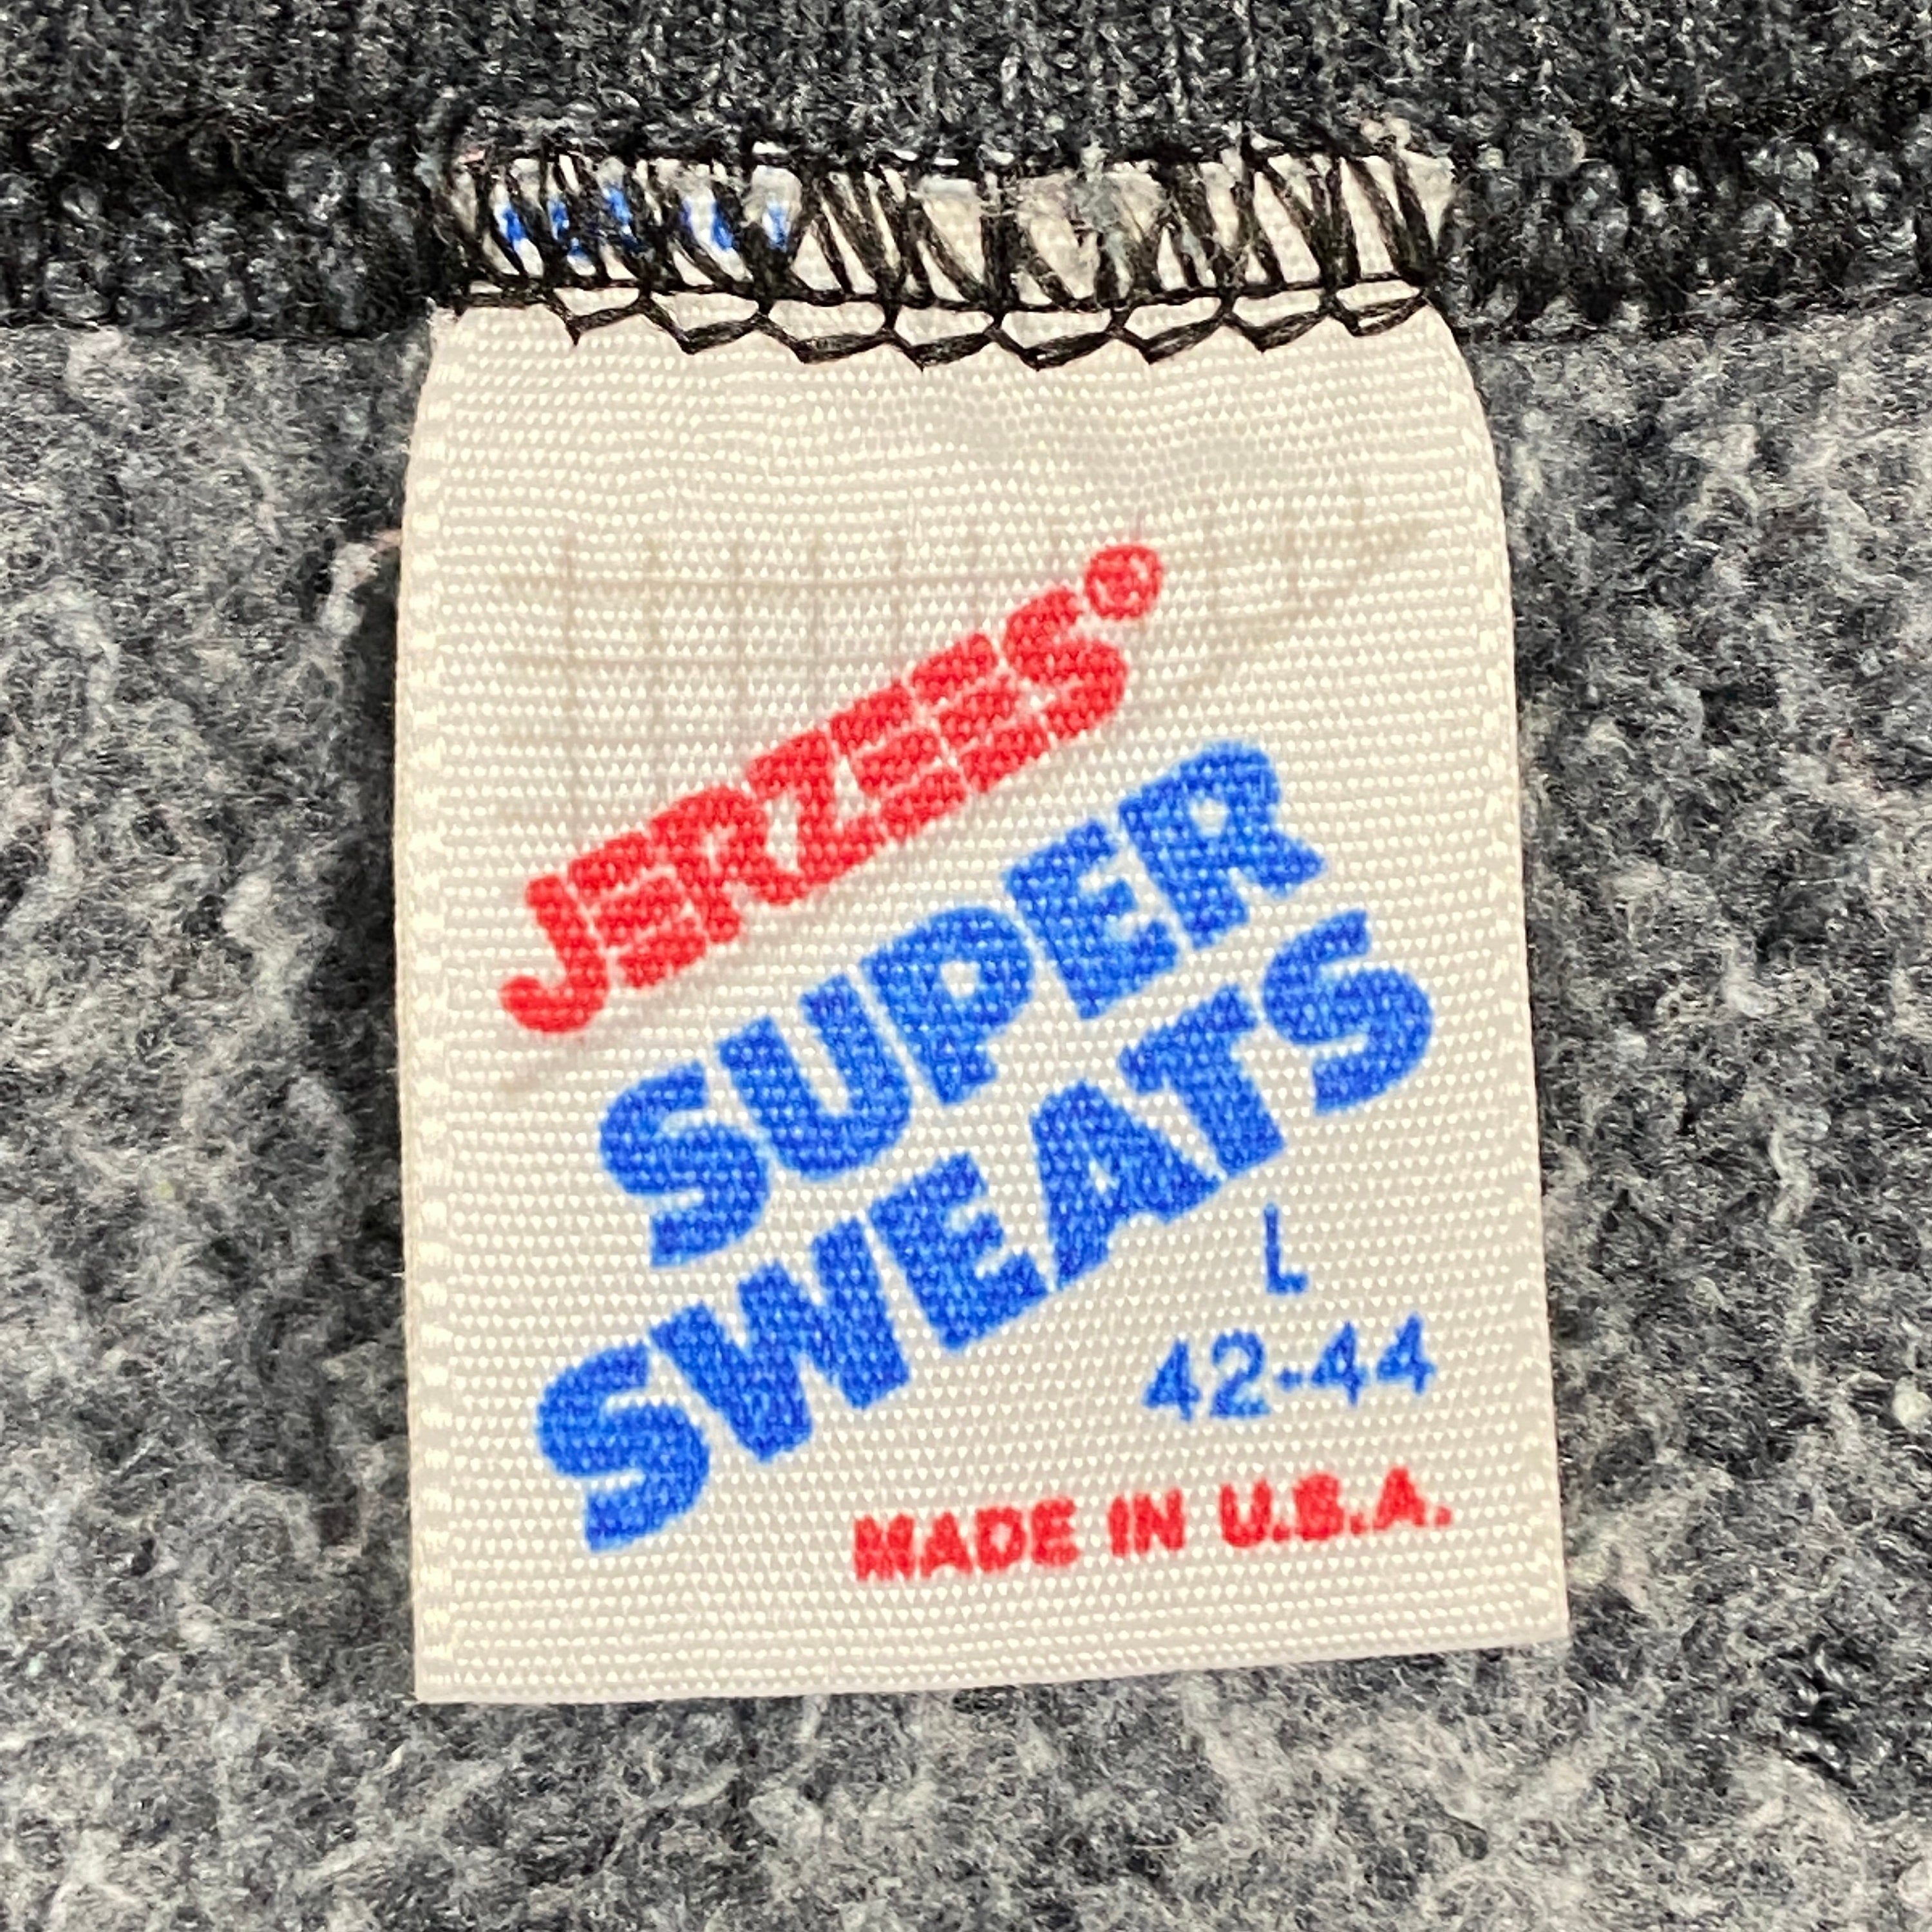 JERZEES®
SUPER
SWEATS
L
42-44
MADE IN U.S.A.